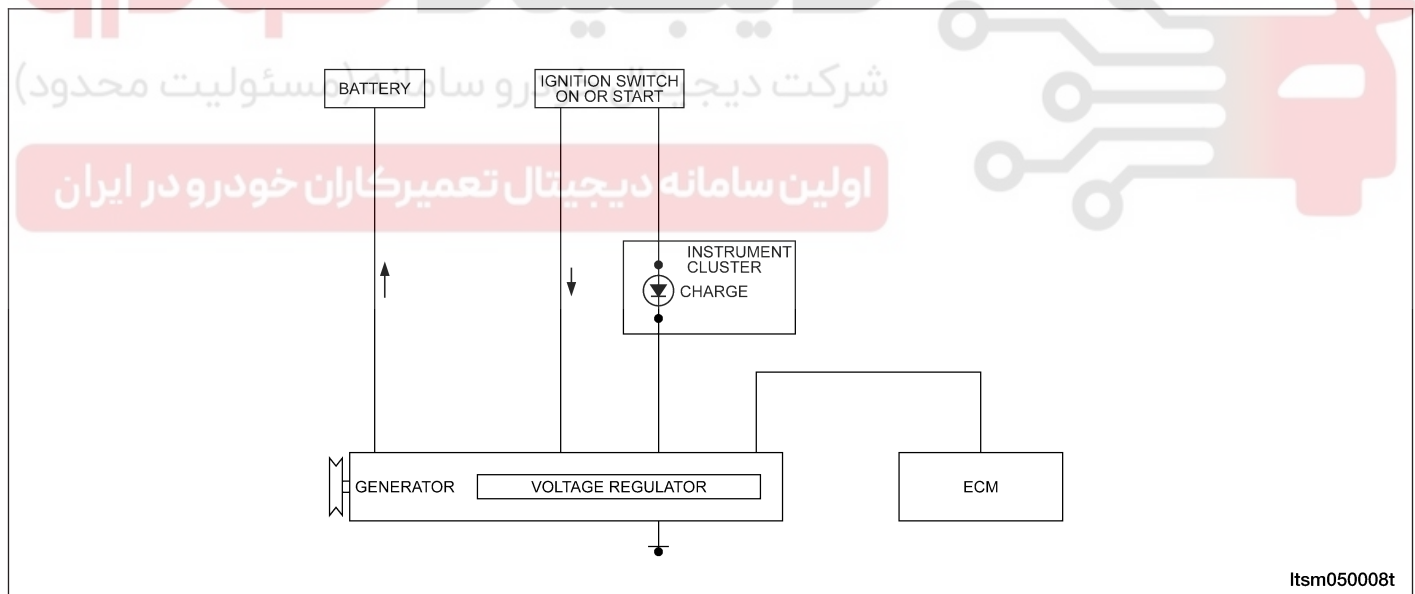 شرکت دیجیتال خودرو سامانه (مسئولیت محدود)
اولین سامانه دیجیتال تعمیرکاران خودرو در ایران
BATTERY
IGNITION SWITCH
ON OR START
INSTRUMENT
CLUSTER
CHARGE
GENERATOR
VOLTAGE REGULATOR
ECM
ltsm050008t